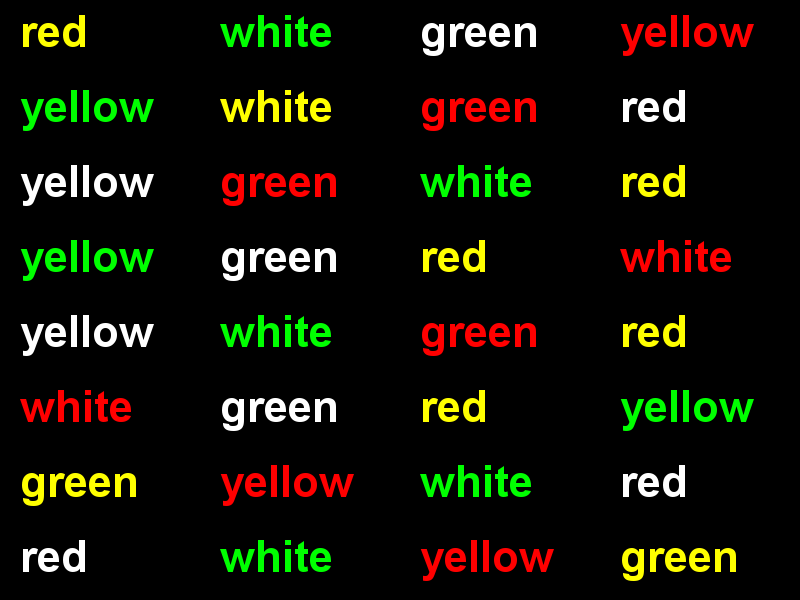 red white green yellow
yellow white green red
yellow green white red
yellow green red white
yellow white green red
white green red yellow
green yellow white red
red white yellow green